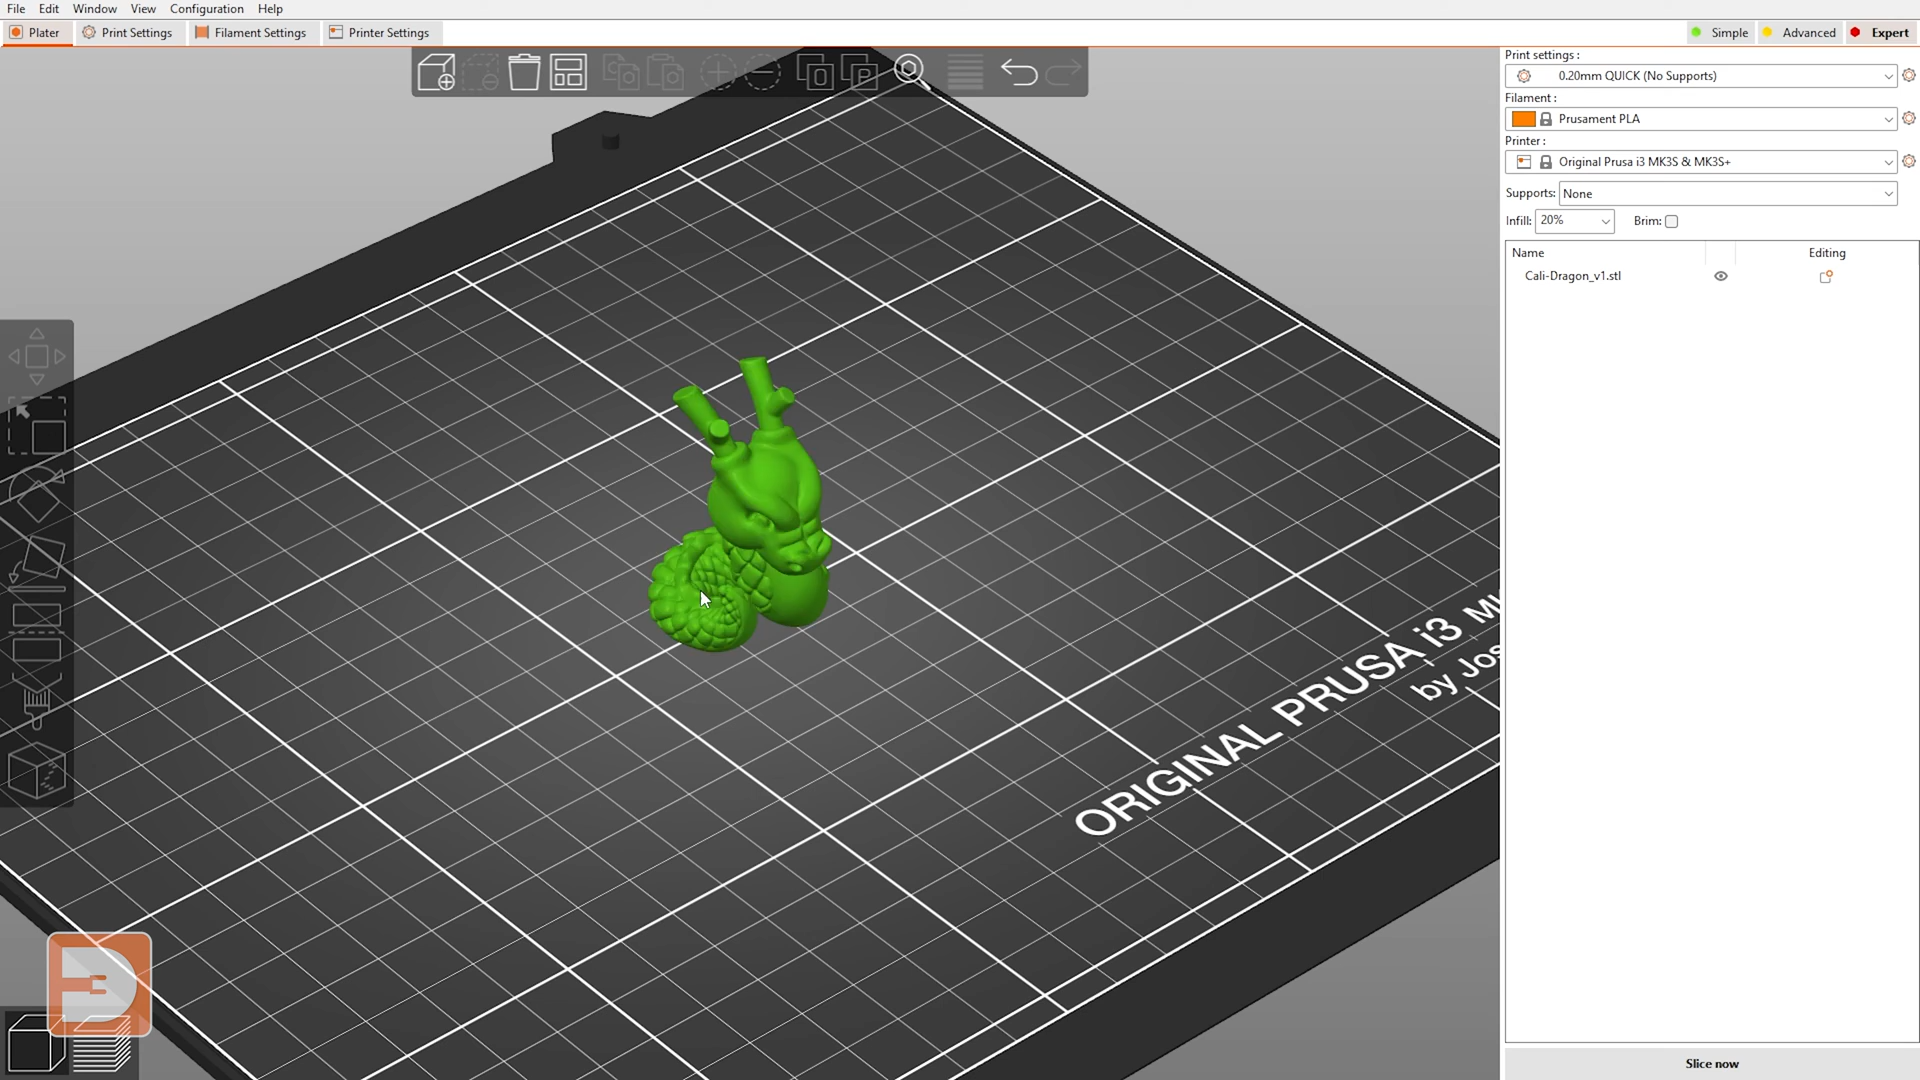 File Edit Window View Configuration Help
Plater Print Settings Filament Settings Printer Settings Simple Advanced Expert
Print settings :
0.20mm QUICK (No Supports)
Filament :
Prusament PLA
Printer :
Original Prusa i3 MK3S & MK3S+
Supports: None
Infill: 20% Brim:
Name Editing
Cali-Dragon_v1.stl
ORIGINAL PRUSA i3
by Jos
Slice now